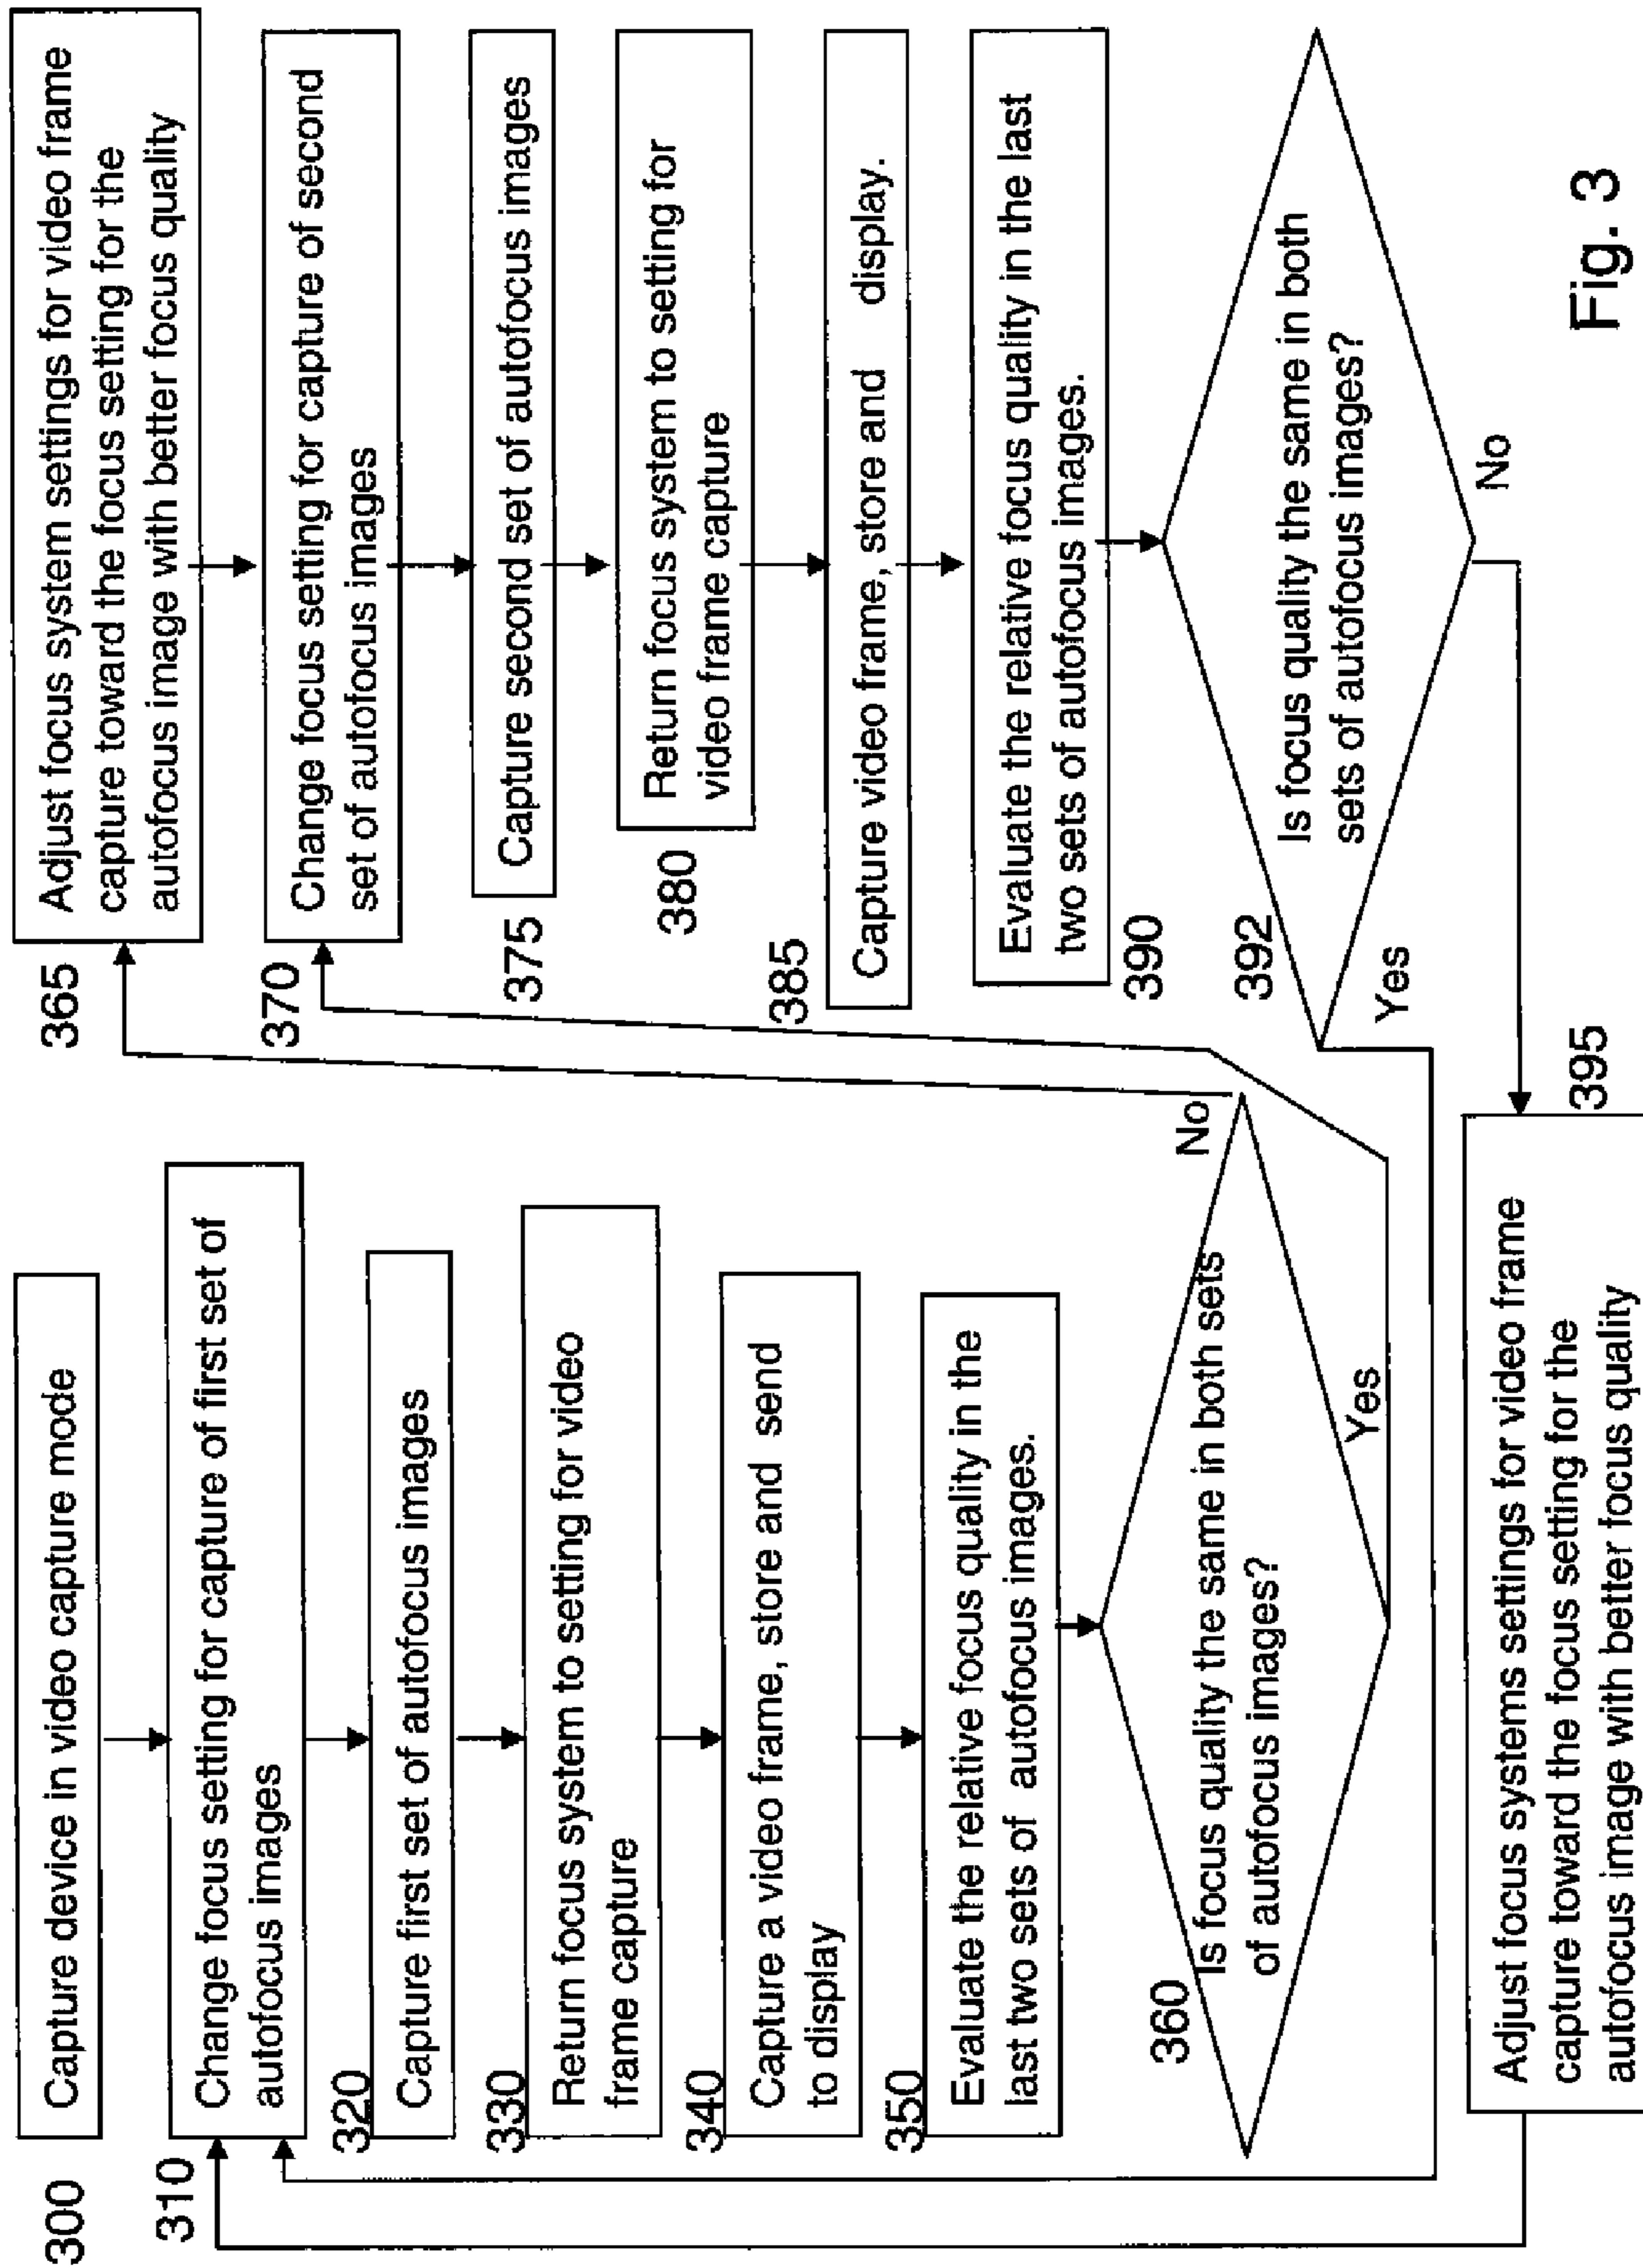 300
Capture device in video capture mode
310
Change focus setting for capture of first set of
autofocus images
320
Capture first set of autofocus images
330
Return focus system to setting for video
frame capture
340
Capture a video frame, store and send
to display
350
Evaluate the relative focus quality in the
last two sets of autofocus images.
360
Is focus quality the same in both sets
of autofocus images?
No
Yes
365
Adjust focus system settings for video frame
capture toward the focus setting for the
autofocus image with better focus quality
370
Change focus setting for capture of second
set of autofocus images
375
Capture second set of autofocus images
380
Return focus system to setting for
video frame capture
385
Capture video frame, store and display.
390
Evaluate the relative focus quality in the last
two sets of autofocus images.
392
Is focus quality the same in both
sets of autofocus images?
Yes
No
395
Adjust focus systems settings for video frame
capture toward the focus setting for the
autofocus image with better focus quality
Fig. 3